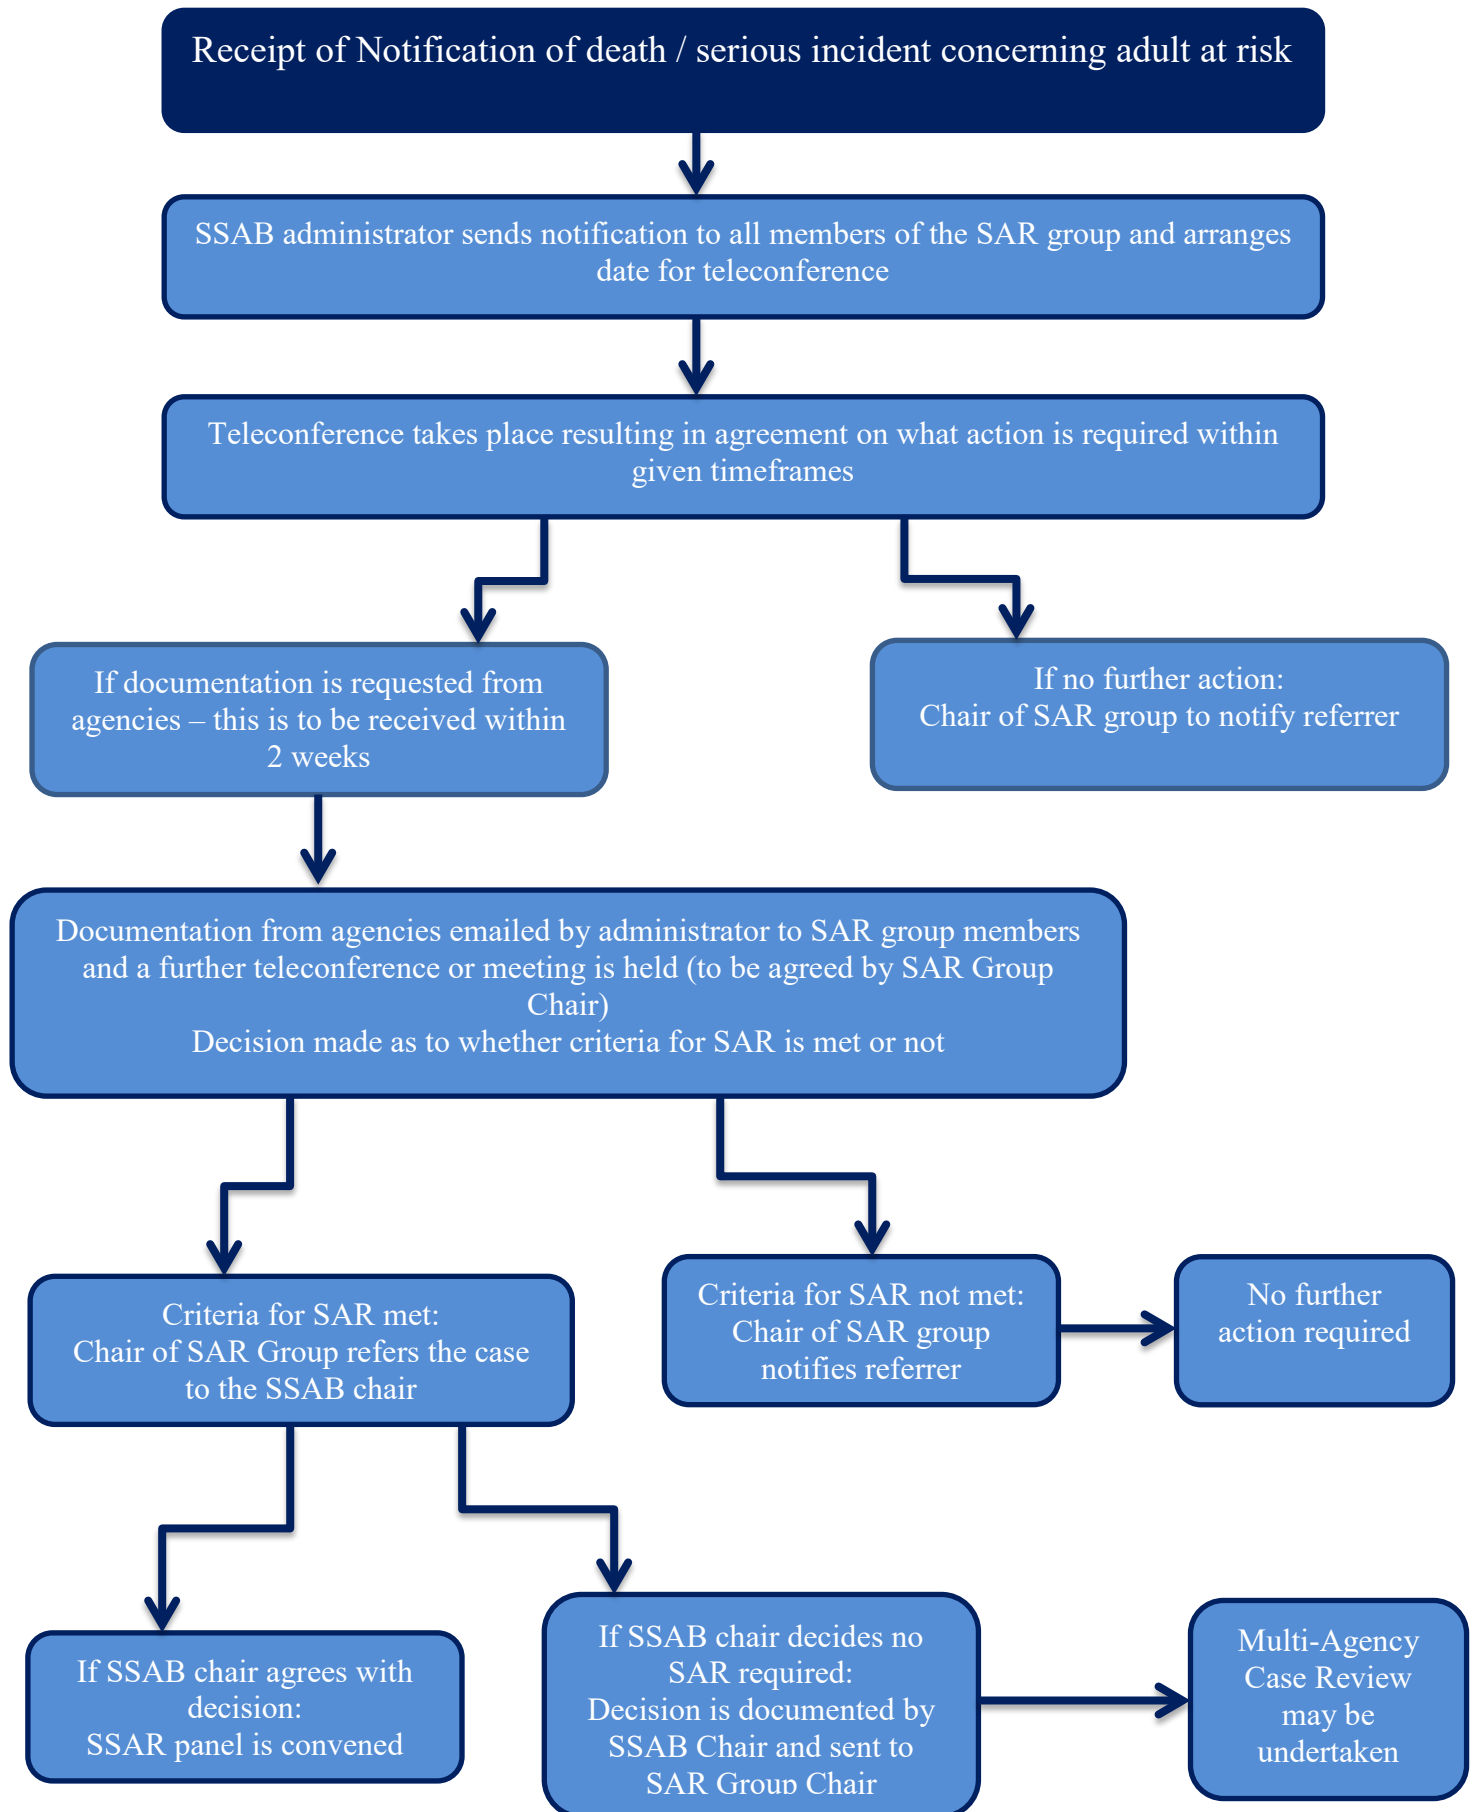 Receipt of Notification of death / serious incident concerning adult at risk
SSAB administrator sends notification to all members of the SAR group and arranges
date for teleconference
Teleconference takes place resulting in agreement on what action is required within
given timeframes
If documentation is requested from
agencies – this is to be received within
2 weeks
If no further action:
Chair of SAR group to notify referrer
Documentation from agencies emailed by administrator to SAR group members
and a further teleconference or meeting is held (to be agreed by SAR Group
Chair)
Decision made as to whether criteria for SAR is met or not
Criteria for SAR met:
Chair of SAR Group refers the case
to the SSAB chair
Criteria for SAR not met:
Chair of SAR group
notifies referrer
No further
action required
If SSAB chair agrees with
decision:
SSAR panel is convened
If SSAB chair decides no
SAR required:
Decision is documented by
SSAB Chair and sent to
SAR Group Chair
Multi-Agency
Case Review
may be
undertaken